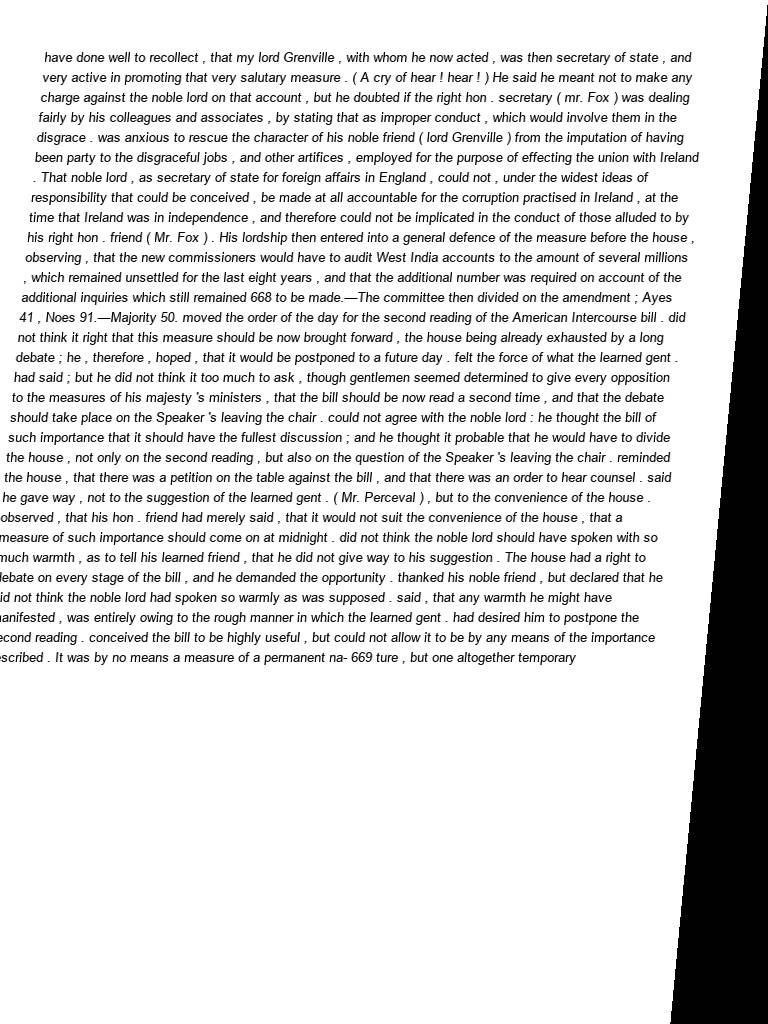 have done well to recollect , that my lord Grenville , with whom he now acted , was then secretary of state , and
very active in promoting that very salutary measure . ( A cry of hear ! hear ! ) He said he meant not to make any
charge against the noble lord on that account , but he doubted if the right hon . secretary ( mr. Fox ) was dealing
fairly by his colleagues and associates , by stating that as improper conduct , which would involve them in the
disgrace . was anxious to rescue the character of his noble friend ( lord Grenville ) from the imputation of having
been party to the disgraceful jobs , and other artifices , employed for the purpose of effecting the union with Ireland
. That noble lord , as secretary of state for foreign affairs in England , could not , under the widest ideas of
responsibility that could be conceived , be made at all accountable for the corruption practised in Ireland , at the
time that Ireland was in independence , and therefore could not be implicated in the conduct of those alluded to by
his right hon . friend ( Mr. Fox ) . His lordship then entered into a general defence of the measure before the house ,
observing , that the new commissioners would have to audit West India accounts to the amount of several millions
, which remained unsettled for the last eight years , and that the additional number was required on account of the
additional inquiries which still remained 668 to be made.—The committee then divided on the amendment ; Ayes
41 , Noes 91.—Majority 50. moved the order of the day for the second reading of the American Intercourse bill . did
not think it right that this measure should be now brought forward , the house being already exhausted by a long
debate ; he , therefore , hoped , that it would be postponed to a future day . felt the force of what the learned gent .
had said ; but he did not think it too much to ask , though gentlemen seemed determined to give every opposition
to the measures of his majesty 's ministers , that the bill should be now read a second time , and that the debate
should take place on the Speaker 's leaving the chair . could not agree with the noble lord : he thought the bill of
such importance that it should have the fullest discussion ; and he thought it probable that he would have to divide
the house , not only on the second reading , but also on the question of the Speaker 's leaving the chair . reminded
the house , that there was a petition on the table against the bill , and that there was an order to hear counsel . said
he gave way , not to the suggestion of the learned gent . ( Mr. Perceval ) , but to the convenience of the house .
observed , that his hon . friend had merely said , that it would not suit the convenience of the house , that a
measure of such importance should come on at midnight . did not think the noble lord should have spoken with so
much warmth , as to tell his learned friend , that he did not give way to his suggestion . The house had a right to
debate on every stage of the bill , and he demanded the opportunity . thanked his noble friend , but declared that he
did not think the noble lord had spoken so warmly as was supposed . said , that any warmth he might have
manifested , was entirely owing to the rough manner in which the learned gent . had desired him to postpone the
second reading . conceived the bill to be highly useful , but could not allow it to be by any means of the importance
. It was by no means a measure of a permanent na- 669 ture , but one altogether temporary